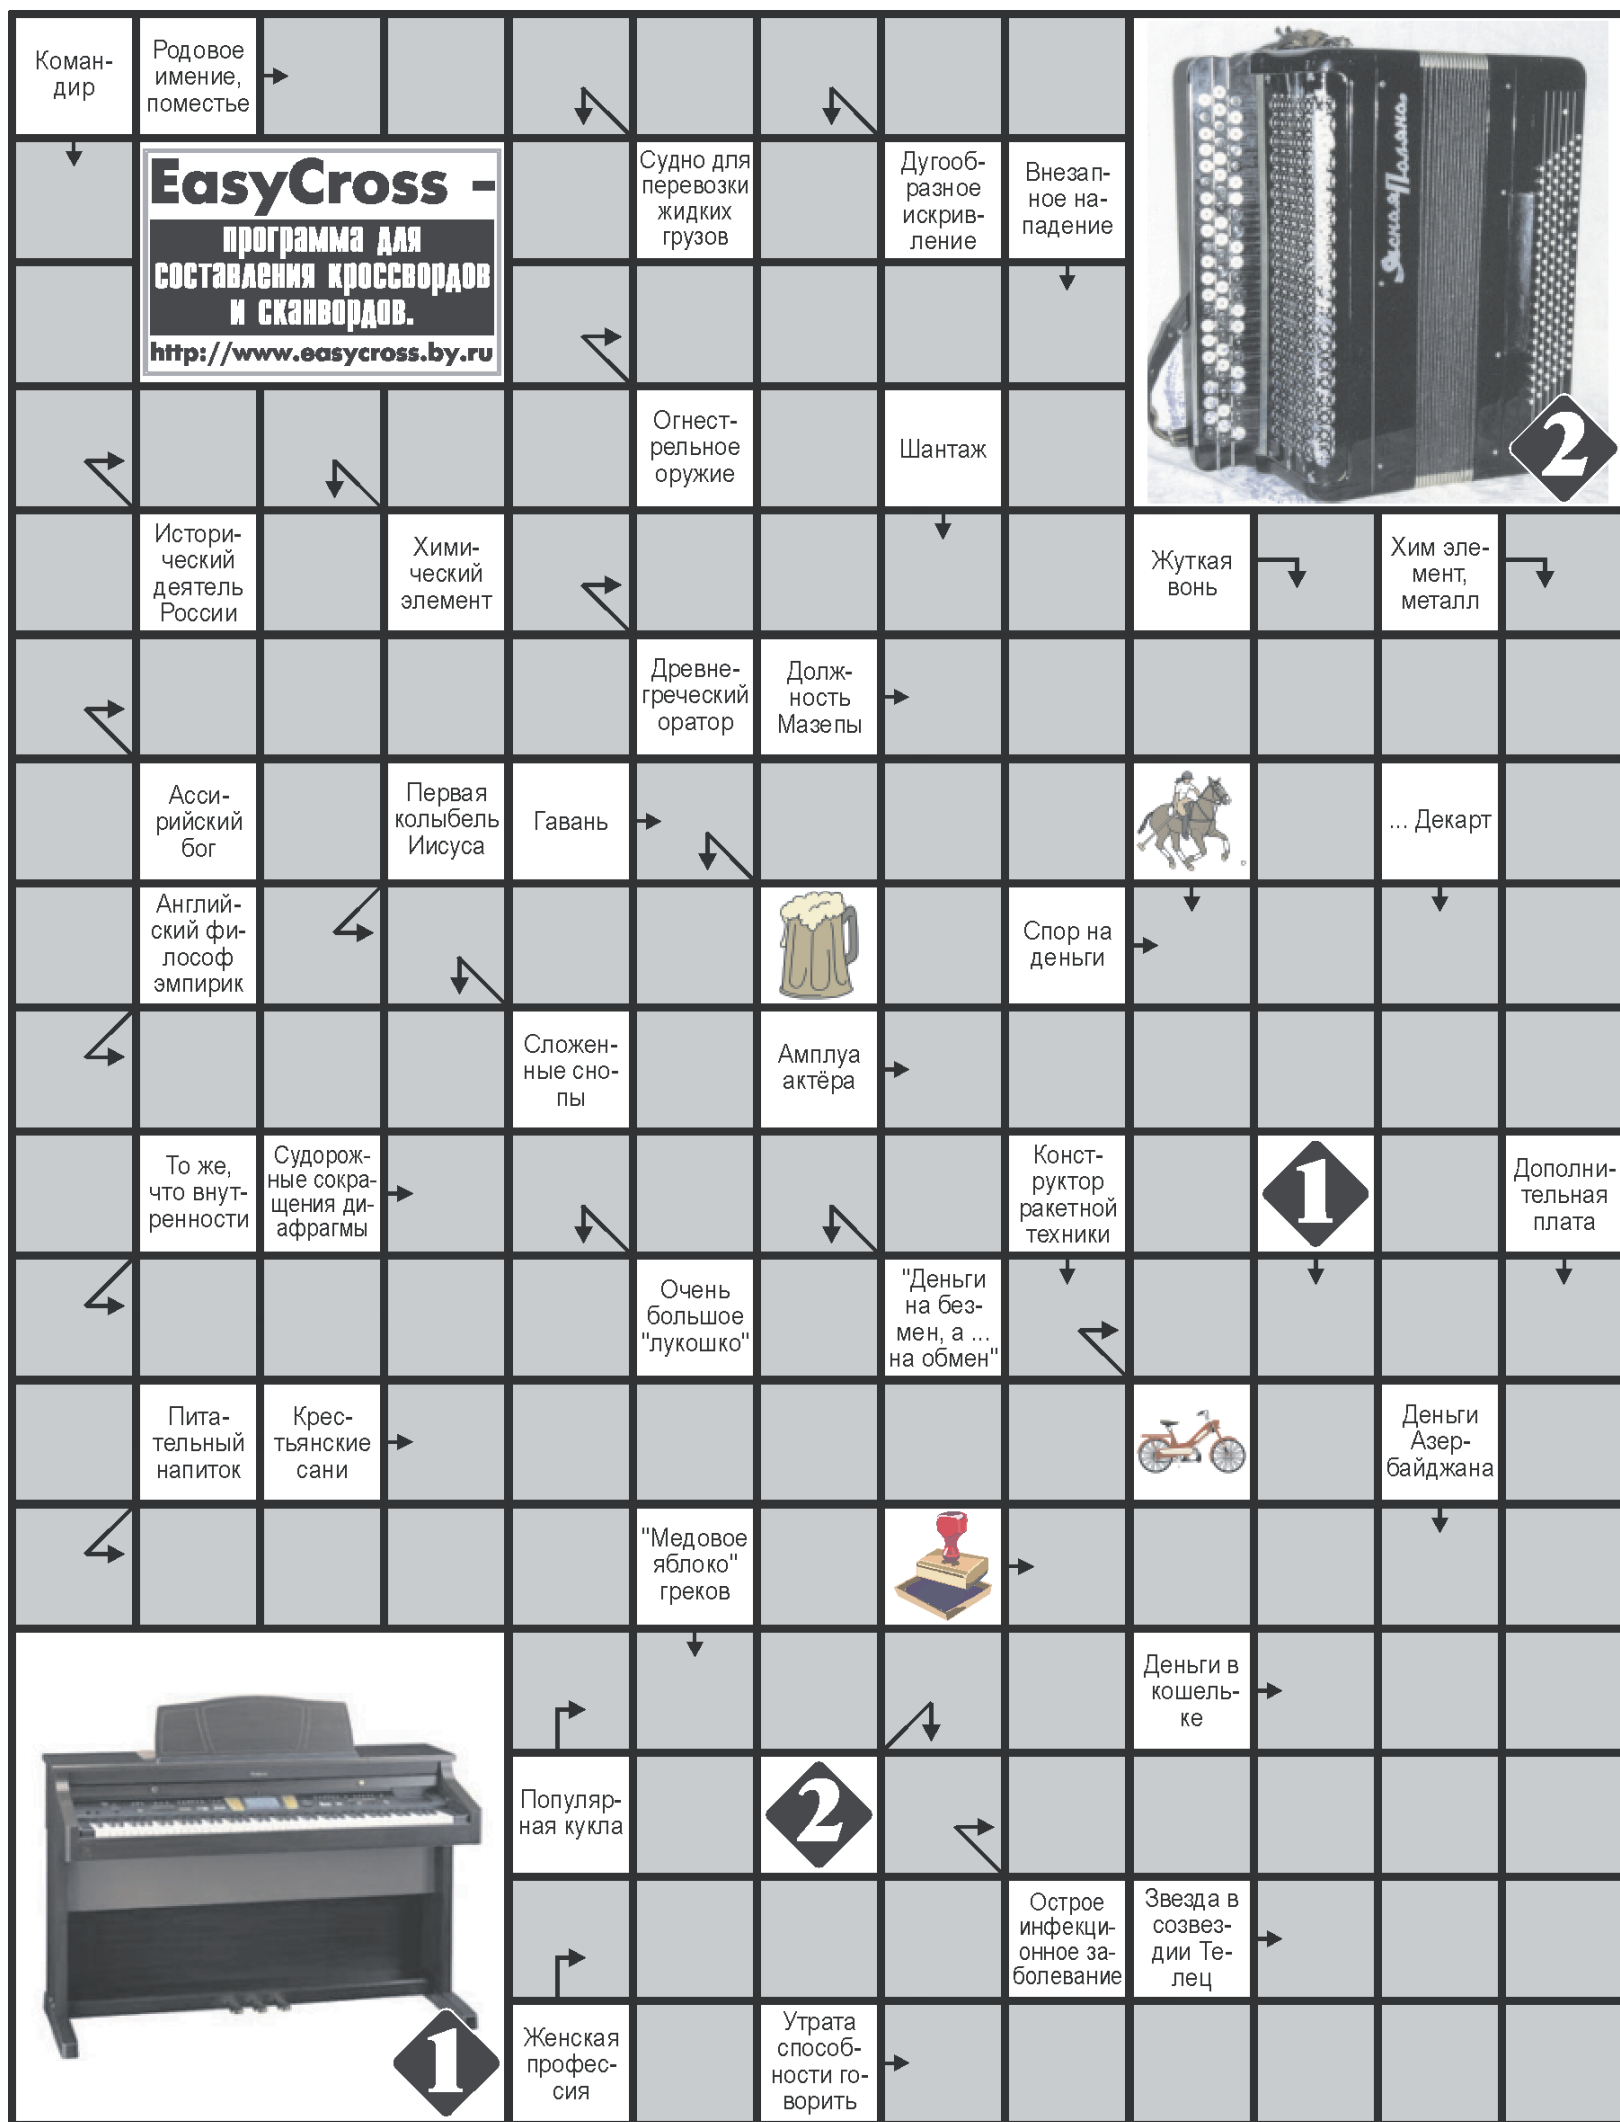 Коман-
дир
Родовое
имение,
поместье
EasyCross -
программа для
составления кроссвордов
и сканвордов.
http://www.easycross.by.ru
Судно для
перевозки
жидких
грузов
Дугооб-
разное
искрив-
ление
Внезап-
ное на-
падение
Ясная Поляна
2
Огнест-
рельное
оружие
Шантаж
Истори-
ческий
деятель
России
Хими-
ческий
элемент
Жуткая
вонь
Хим эле-
мент,
металл
Древне-
греческий
оратор
Долж-
ность
Мазепы
Асси-
рийский
бог
Первая
колыбель
Иисуса
Гавань
... Декарт
Англий-
ский фи-
лософ
эмпирик
Спор на
деньги
Сложен-
ные сно-
пы
Амплуа
актёра
То же,
что внут-
ренности
Судорож-
ные сокра-
щения ди-
афрагмы
Конст-
руктор
ракетной
техники
1
Дополни-
тельная
плата
Очень
большое
"лукошко"
"Деньги
на без-
мен, а ...
на обмен"
Пита-
тельный
напиток
Крес-
тьянские
сани
Деньги
Азер-
байджана
"Медовое
яблоко"
греков
Деньги в
кошель-
ке
Популяр-
ная кукла
2
Острое
инфекци-
онное за-
болевание
Звезда в
созвез-
дии Те-
лец
1
Женская
профес-
сия
Утрата
способ-
ности го-
ворить